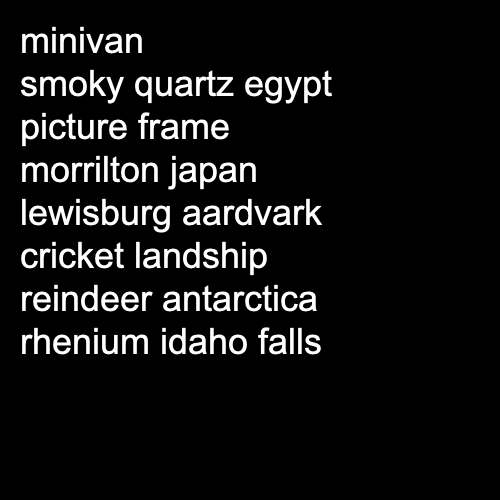 minivan
smoky quartz egypt
picture frame
morrilton japan
lewisburg aardvark
cricket landship
reindeer antarctica
rhenium idaho falls